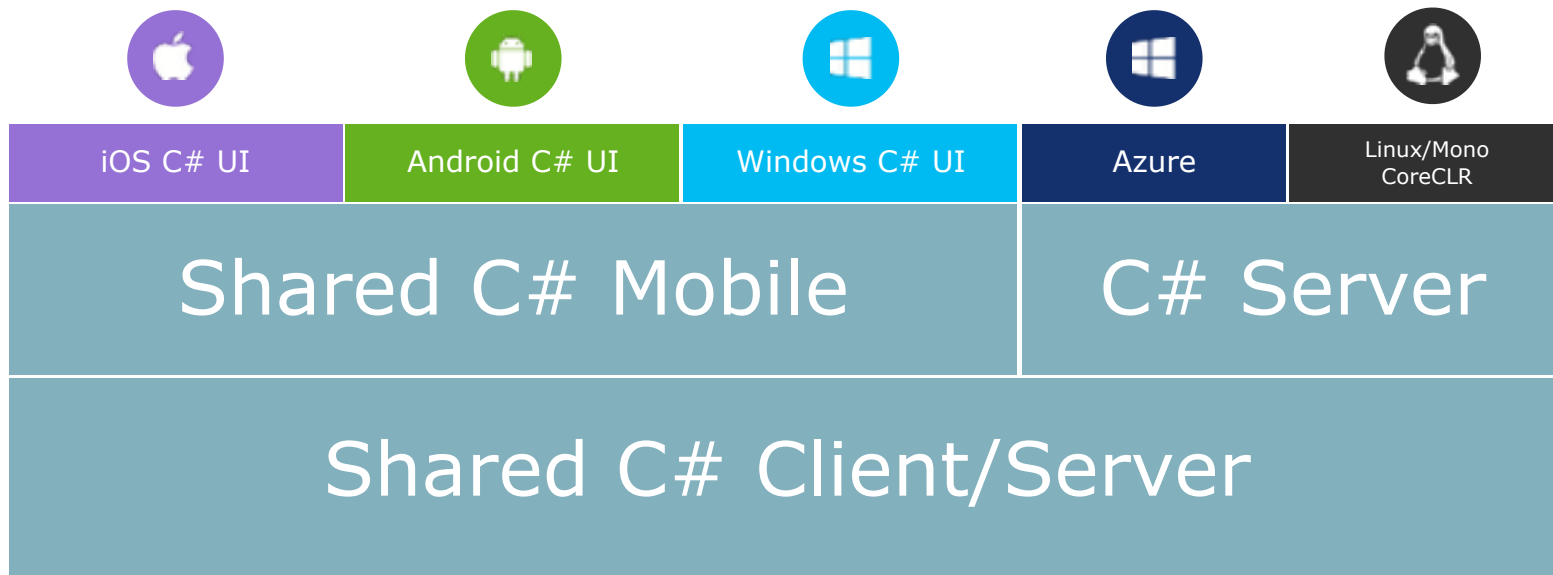 iOS C# UI
Android C# UI
Windows C# UI
Azure
Linux/Mono
CoreCLR
Shared C# Mobile
C# Server
Shared C# Client/Server